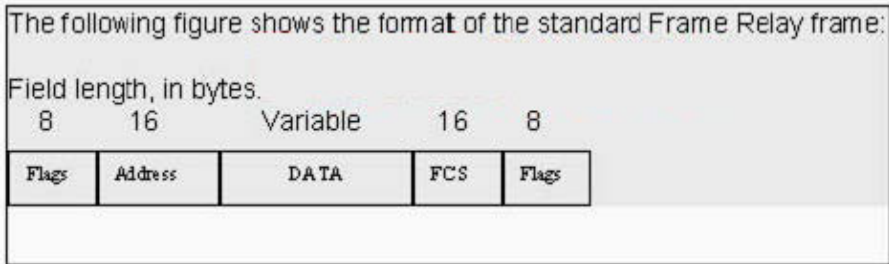 The following figure shows the format of the standard Frame Relay frame:
Field length, in bytes.
8 16 Variable 16 8
Flags Address DATA FCS Flags